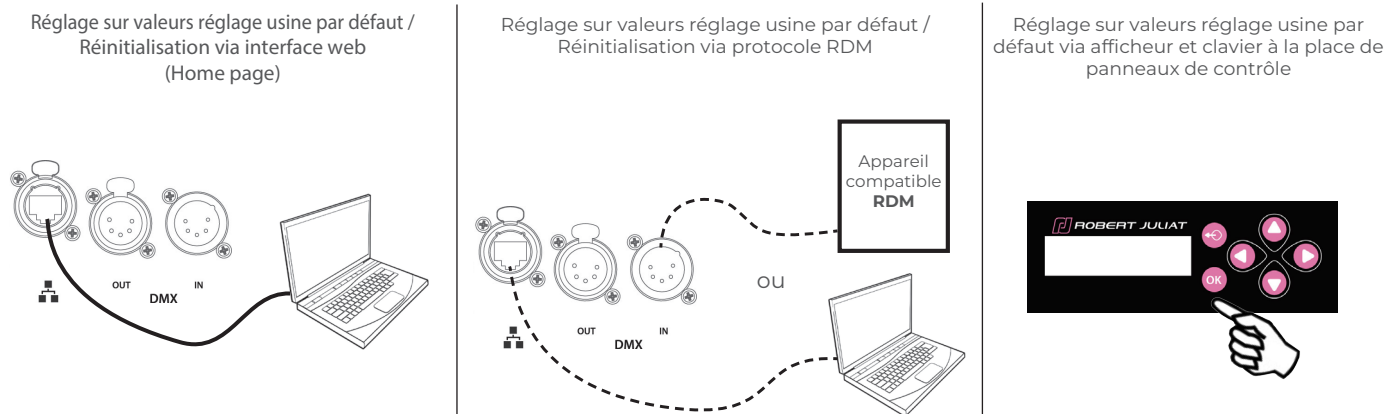 Réglage sur valeurs réglage usine par défaut /
Réinitialisation via interface web
(Home page)
OUT
IN
DMX
Réglage sur valeurs réglage usine par défaut /
Réinitialisation via protocole RDM
Appareil
compatible
RDM
ou
OUT
IN
DMX
Réglage sur valeurs réglage usine par
défaut via afficheur et clavier à la place de
panneaux de contrôle
ROBERT JULIAT
OK